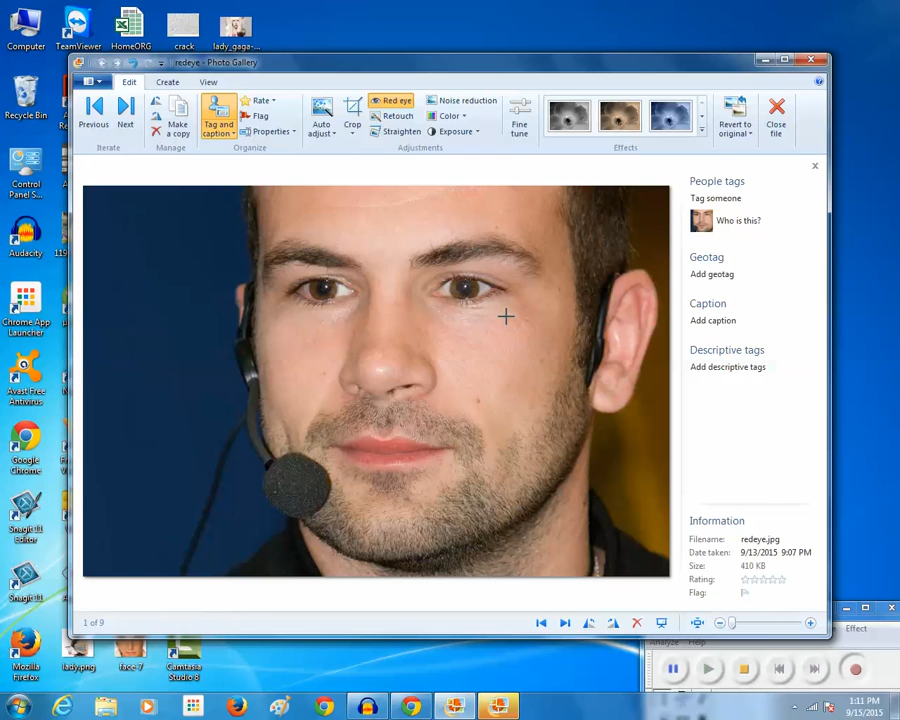 Computer
TeamViewer
HomeORG
crack
lady_gaga-...
Recycle Bin
Control Panel S...
Audacity
Chrome App Launcher
Avast Free Antivirus
Google Chrome
Snagit 11 Editor
Snagit 11
Mozilla Firefox
lady.png
face-7
Camtasia Studio 8
redeye - Photo Gallery
Edit Create View
Previous
Next
Make a copy
Tag and caption
Rate
Flag
Properties
Auto adjust
Crop
Red eye
Retouch
Straighten
Noise reduction
Color
Exposure
Fine tune
Revert to original
Close file
Iterate Manage Organize Adjustments Effects
People tags
Tag someone
Who is this?
Geotag
Add geotag
Caption
Add caption
Descriptive tags
Add descriptive tags
Information
Filename: redeye.jpg
Date taken: 9/13/2015 9:07 PM
Size: 410 KB
Rating:
Flag:
1 of 9
Effect
Analyze Help
1:11 PM
9/15/2015